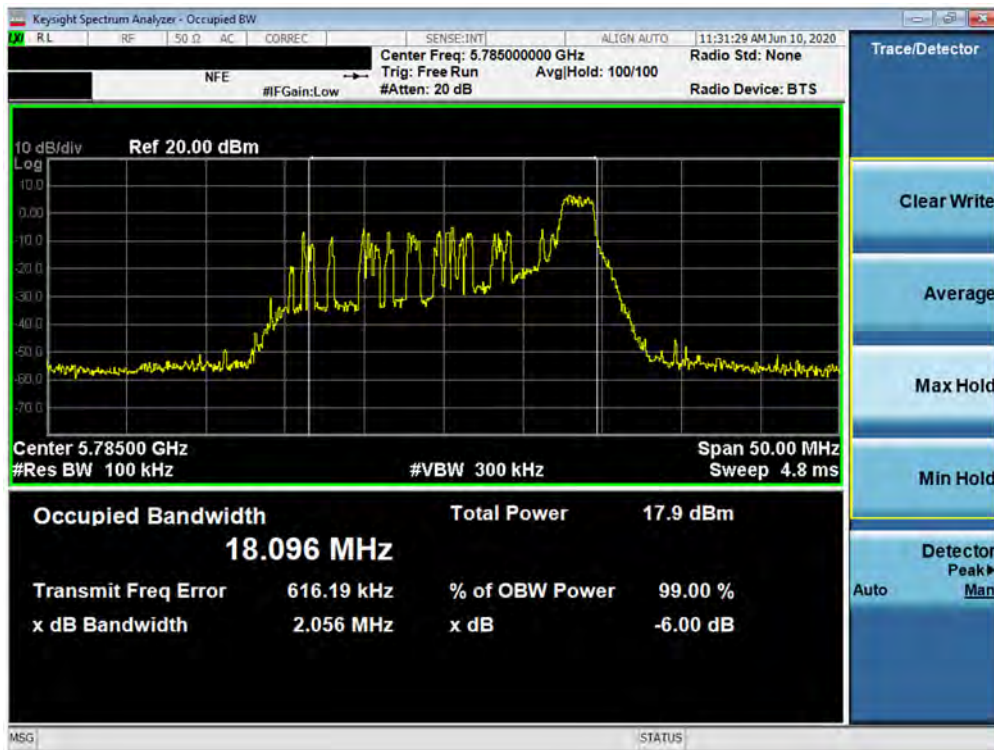 Keysight Spectrum Analyzer - Occupied BW
LXI RL RF 50 Ω AC CORREC SENSE:INT ALIGN AUTO 11:31:29 AM Jun 10, 2020
Center Freq: 5.785000000 GHz Radio Std: None
NFE Trig: Free Run Avg|Hold: 100/100
#IFGain:Low #Atten: 20 dB Radio Device: BTS
Trace/Detector
10 dB/div Ref 20.00 dBm
Log
10.0
0.00
-10.0
-20.0
-30.0
-40.0
-50.0
-60.0
-70.0
Center 5.78500 GHz Span 50.00 MHz
#Res BW 100 kHz #VBW 300 kHz Sweep 4.8 ms
Occupied Bandwidth Total Power 17.9 dBm
18.096 MHz
Transmit Freq Error 616.19 kHz % of OBW Power 99.00 %
x dB Bandwidth 2.056 MHz x dB -6.00 dB
Clear Write
Average
Max Hold
Min Hold
Detector
Peak▶
Auto Man
MSG STATUS